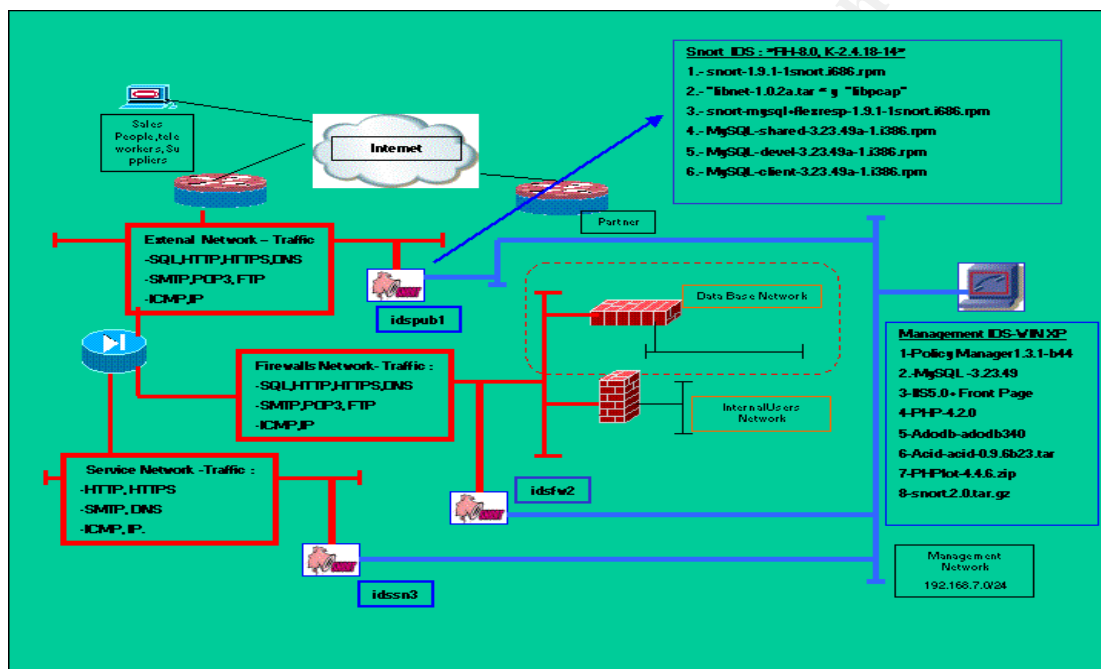 Snort IDS : *RH-8.0, K-2.4.18-14*
1.- snort-1.9.1-1snort.i686.rpm
2.- "libnet-1.0.2a.tar " y "libpcap"
3.- snort-mysql+flexresp-1.9.1-1snort.i686.rpm
4.- MySQL-shared-3.23.49a-1.i386.rpm
5.- MySQL-devel-3.23.49a-1.i386.rpm
6.- MySQL-client-3.23.49a-1.i386.rpm
Sales
People,tele
workers, Su
ppliers
Internet
Partner
Extenal Network – Traffic
-SQL,HTTP,HTTPS,DNS
-SMTP,POP3, FTP
-ICMP,IP
idspub1
Data Base Network
Management IDS-WIN XP
1-Policy Manager1.3.1-b44
2.-MySQL -3.23.49
3-IIS5.0+ Front Page
4-PHP-4.2.0
5-Adodb-adodb340
6-Acid-acid-0.9.6b23.tar
7-PHPlot-4.4.6.zip
8-snort.2.0.tar.gz
Firewalls Network- Traffic :
-SQL,HTTP,HTTPS,DNS
-SMTP,POP3, FTP
-ICMP,IP
InternalUsers
Network
Service Network -Traffic :
-HTTP, HTTPS
-SMTP, DNS
-ICMP, IP.
idsfw2
idssn3
Management
Network
192.168.7.0/24